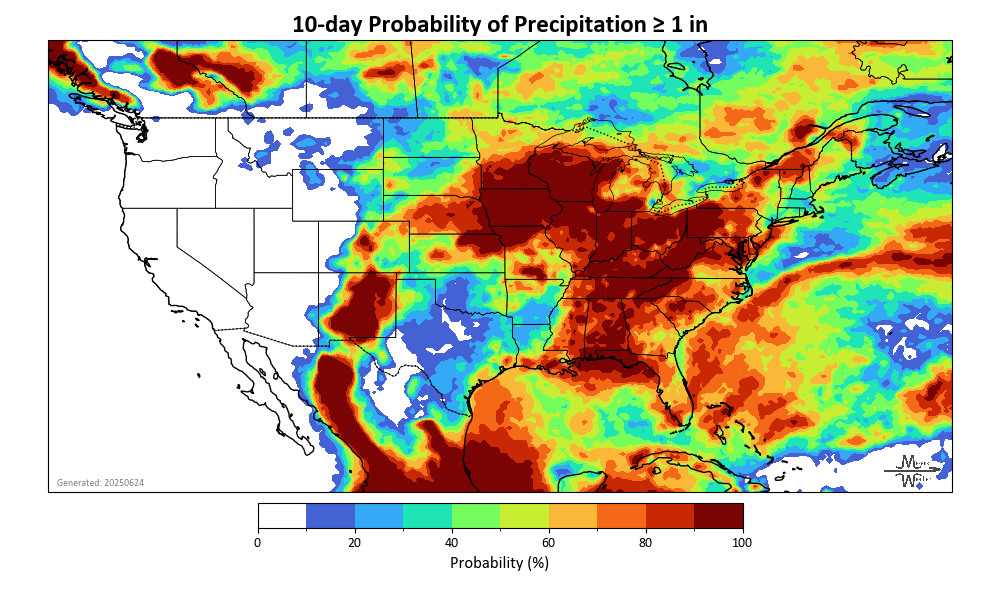 10-day Probability of Precipitation ≥ 1 in
Generated: 20250624
0 20 40 60 80 100
Probability (%)